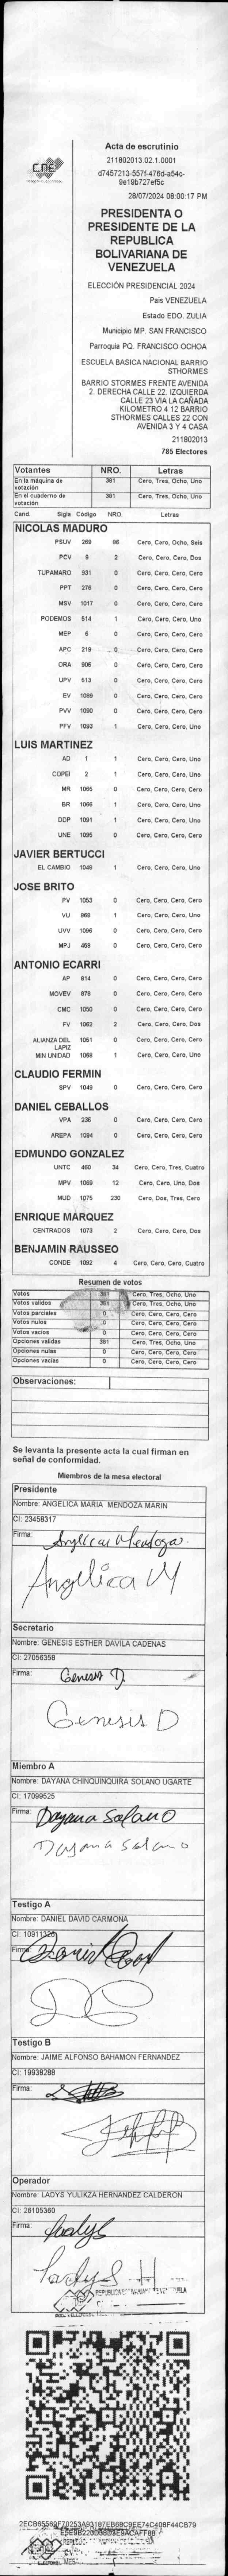 CNE
Acta de escrutinio
211802013.02.1.0001
d7457213-557f-476d-a54c-
9e19b727ef5c
28/07/2024 08:00:17 PM
PRESIDENTA O
PRESIDENTE DE LA
REPUBLICA
BOLIVARIANA DE
VENEZUELA
ELECCIÓN PRESIDENCIAL 2024
Pais VENEZUELA
Estado EDO. ZULIA
Municipio MP. SAN FRANCISCO
Parroquia PQ. FRANCISCO OCHOA
ESCUELA BASICA NACIONAL BARRIO
STHORMES
BARRIO STORMES FRENTE AVENIDA
2. DERECHA CALLE 22. IZQUIERDA
CALLE 23 VIA LA CAÑADA
KILOMETRO 4 12 BARRIO
STHORMES CALLES 22 CON
AVENIDA 3 Y 4 CASA
211802013
785 Electores
Votantes NRO. Letras
En la máquina de votación 381 Cero, Tres, Ocho, Uno
En el cuaderno de votación 381 Cero, Tres, Ocho, Uno
Cand. Sigla Codigo NRO. Letras
NICOLAS MADURO
PSUV 269 86 Cero, Cero, Ocho, Seis
PCV 9 2 Cero, Cero, Cero, Dos
TUPAMARO 931 0 Cero, Cero, Cero, Cero
PPT 276 0 Cero, Cero, Cero, Cero
MSV 1017 0 Cero, Cero, Cero, Cero
PODEMOS 514 1 Cero, Cero, Cero, Uno
MEP 6 0 Cero, Cero, Cero, Cero
APC 219 0 Cero, Cero, Cero, Cero
ORA 906 0 Cero, Cero, Cero, Cero
UPV 513 0 Cero, Cero, Cero, Cero
EV 1089 0 Cero, Cero, Cero, Cero
PVV 1090 0 Cero, Cero, Cero, Cero
PFV 1093 1 Cero, Cero, Cero, Uno
LUIS MARTINEZ
AD 1 1 Cero, Cero, Cero, Uno
COPEI 2 1 Cero, Cero, Cero, Uno
MR 1065 0 Cero, Cero, Cero, Cero
BR 1066 1 Cero, Cero, Cero, Uno
DDP 1091 1 Cero, Cero, Cero, Uno
UNE 1095 0 Cero, Cero, Cero, Cero
JAVIER BERTUCCI
EL CAMBIO 1048 1 Cero, Cero, Cero, Uno
JOSE BRITO
PV 1053 0 Cero, Cero, Cero, Cero
VU 868 1 Cero, Cero, Cero, Uno
UVV 1096 0 Cero, Cero, Cero, Cero
MPJ 458 0 Cero, Cero, Cero, Cero
ANTONIO ECARRI
AP 814 0 Cero, Cero, Cero, Cero
MOVEV 878 0 Cero, Cero, Cero, Cero
CMC 1050 0 Cero, Cero, Cero, Cero
FV 1062 2 Cero, Cero, Cero, Dos
ALIANZA DEL LAPIZ 1051 0 Cero, Cero, Cero, Cero
MIN UNIDAD 1068 1 Cero, Cero, Cero, Uno
CLAUDIO FERMIN
SPV 1049 0 Cero, Cero, Cero, Cero
DANIEL CEBALLOS
VPA 236 0 Cero, Cero, Cero, Cero
AREPA 1094 0 Cero, Cero, Cero, Cero
EDMUNDO GONZALEZ
UNTC 460 34 Cero, Cero, Tres, Cuatro
MPV 1069 12 Cero, Cero, Uno, Dos
MUD 1075 230 Cero, Dos, Tres, Cero
ENRIQUE MARQUEZ
CENTRADOS 1073 2 Cero, Cero, Cero, Dos
BENJAMIN RAUSSEO
CONDE 1092 4 Cero, Cero, Cero, Cuatro
Resumen de votos
Votos 381 Cero, Tres, Ocho, Uno
Votos validos 381 Cero, Tres, Ocho, Uno
Votos parciales 0 Cero, Cero, Cero, Cero
Votos nulos 0 Cero, Cero, Cero, Cero
Votos vacios 0 Cero, Cero, Cero, Cero
Opciones validas 381 Cero, Tres, Ocho, Uno
Opciones nulas 0 Cero, Cero, Cero, Cero
Opciones vacias 0 Cero, Cero, Cero, Cero
Observaciones:
Se levanta la presente acta la cual firman en
señal de conformidad.
Miembros de la mesa electoral
Presidente
Nombre: ANGELICA MARIA MENDOZA MARIN
CI: 23458317
Firma: Angelica Mendoza
Angelica M
Secretario
Nombre: GENESIS ESTHER DAVILA CADENAS
CI: 27056358
Firma: Genesis D.
Genesis D
Miembro A
Nombre: DAYANA CHINQUINQUIRA SOLANO UGARTE
CI: 17099525
Firma: Dayana Solano
Dayana Solano
Testigo A
Nombre: DANIEL DAVID CARMONA
Firma:
Testigo B
Nombre: JAIME ALFONSO BAHAMON FERNANDEZ
CI: 19938288
Firma:
Operador
Nombre: LADYS YULIKZA HERNANDEZ CALDERON
CI: 26105360
Firma: Ladys
Ladys H